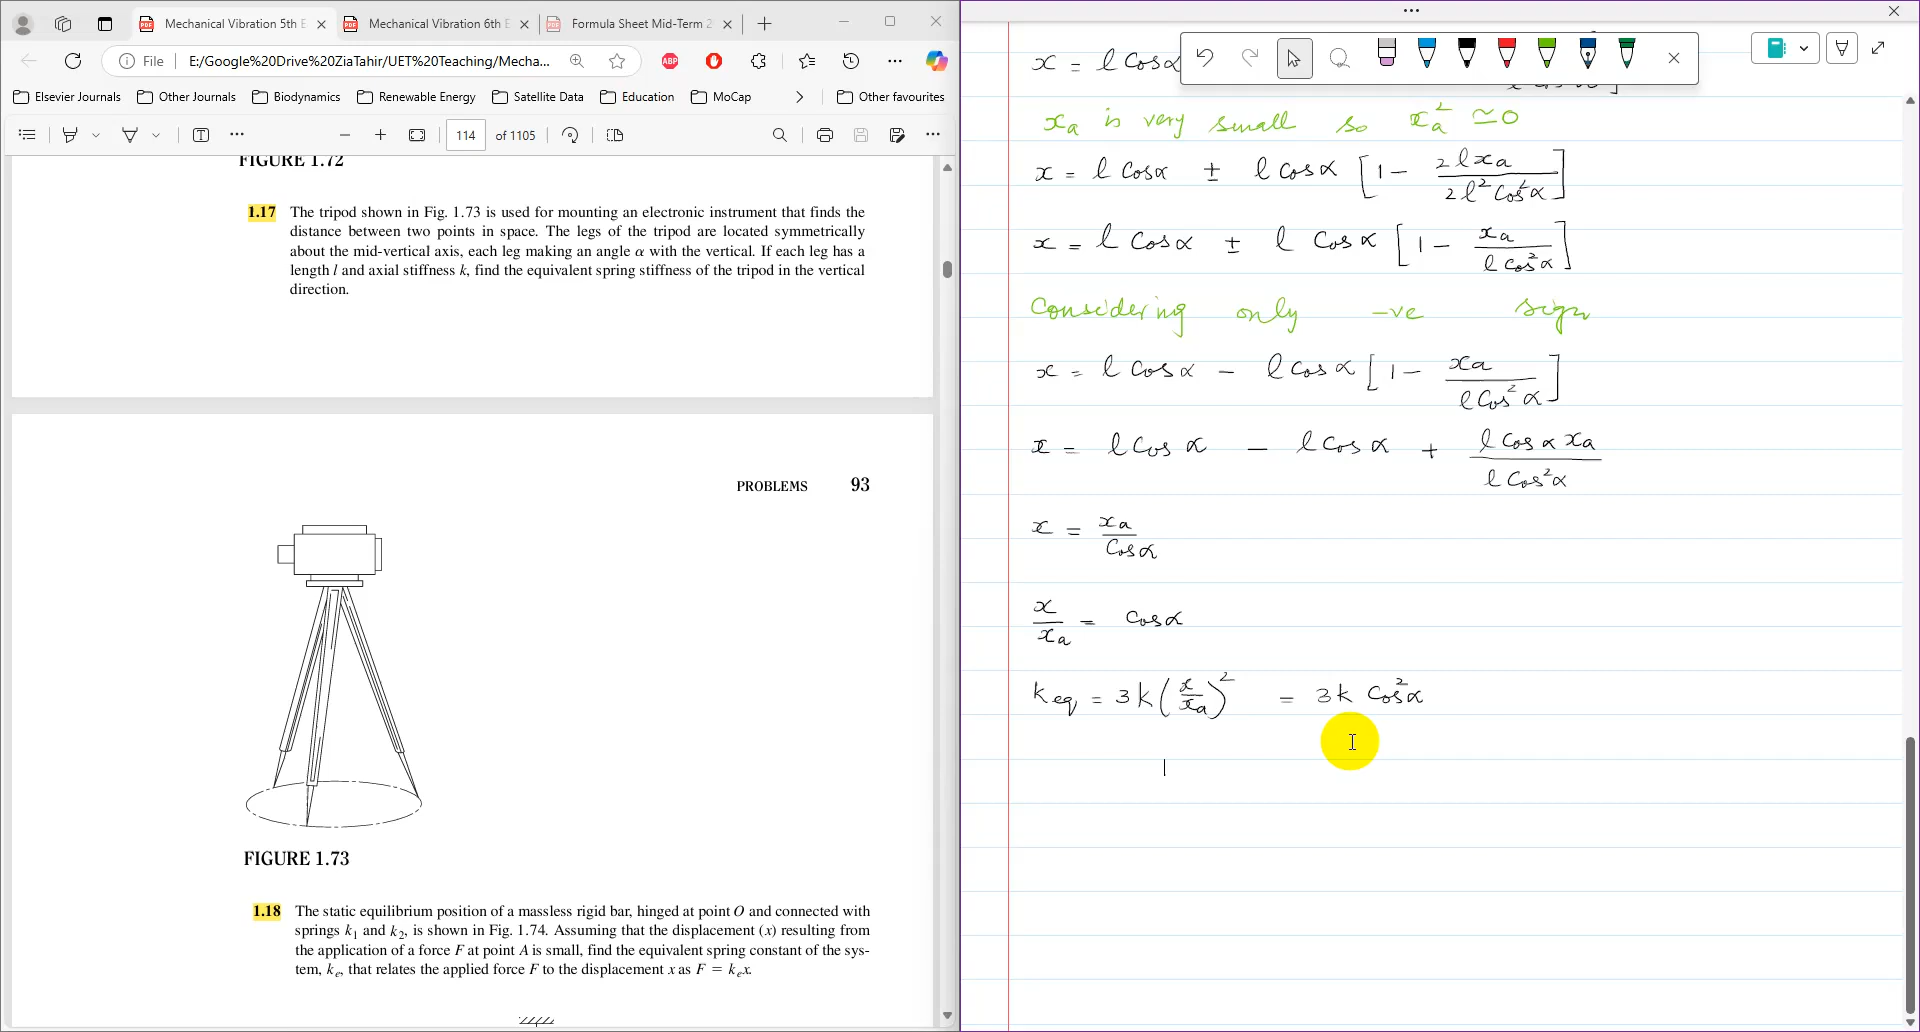 Mechanical Vibration 5th E
Mechanical Vibration 6th E
Formula Sheet Mid-Term 2
File
E:/Google%20Drive%20ZiaTahir/UET%20Teaching/Mecha...
ABP
Elsevier Journals
Other Journals
Biodynamics
Renewable Energy
Satellite Data
Education
MoCap
Other favourites
114 of 1105
FIGURE 1.72
1.17 The tripod shown in Fig. 1.73 is used for mounting an electronic instrument that finds the
distance between two points in space. The legs of the tripod are located symmetrically
about the mid-vertical axis, each leg making an angle α with the vertical. If each leg has a
length l and axial stiffness k, find the equivalent spring stiffness of the tripod in the vertical
direction.
PROBLEMS 93
FIGURE 1.73
1.18 The static equilibrium position of a massless rigid bar, hinged at point O and connected with
springs k₁ and k₂, is shown in Fig. 1.74. Assuming that the displacement (x) resulting from
the application of a force F at point A is small, find the equivalent spring constant of the sys-
tem, kₑ, that relates the applied force F to the displacement x as F = kₑx.
x = l Cosα
xₐ is very small so xₐ² ≃ 0
x = l Cosα ± l Cosα [1 - 2lxₐ / 2l² Cos²α]
x = l Cosα ± l Cosα [1 - xₐ / l Cos²α]
Considering only -ve sign
x = l Cosα - l Cosα [1 - xₐ / l Cos²α]
x = l Cosα - l Cosα + l Cosα xₐ / l Cos²α
x = xₐ / Cosα
x / xₐ = Cosα
keq = 3k (x / xₐ)² = 3k Cos²α